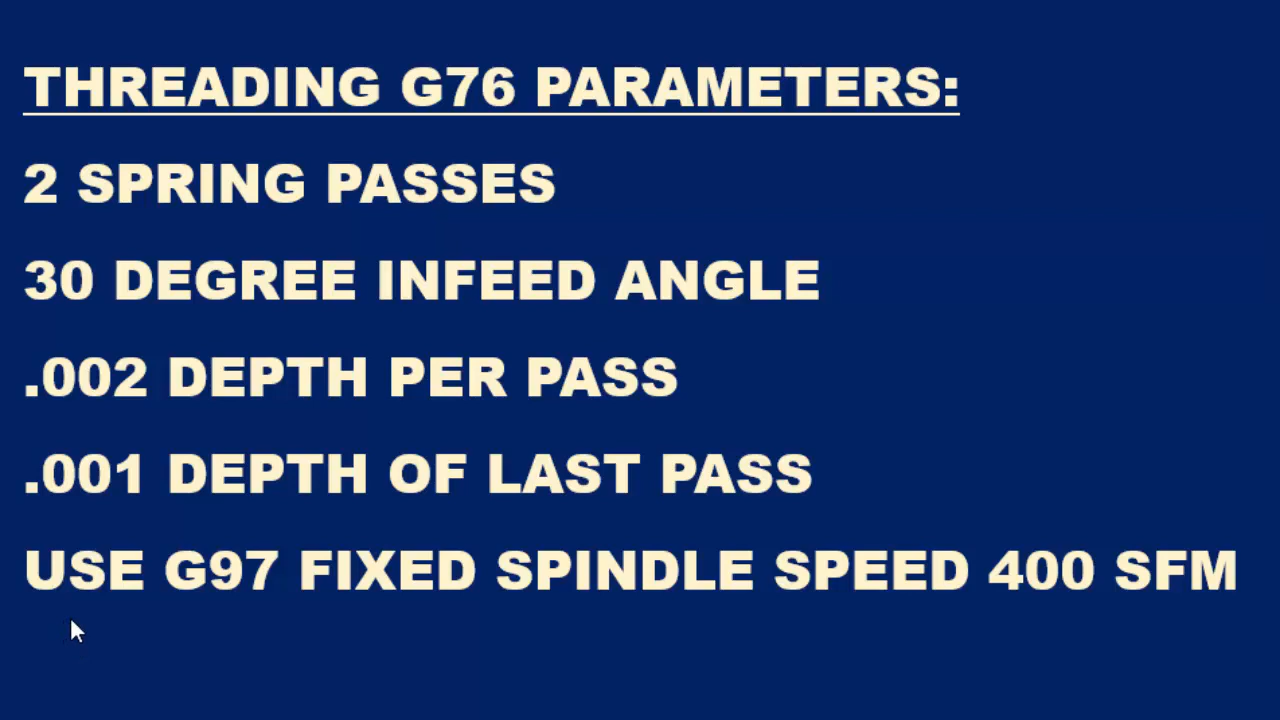 THREADING G76 PARAMETERS:
2 SPRING PASSES
30 DEGREE INFEED ANGLE
.002 DEPTH PER PASS
.001 DEPTH OF LAST PASS
USE G97 FIXED SPINDLE SPEED 400 SFM